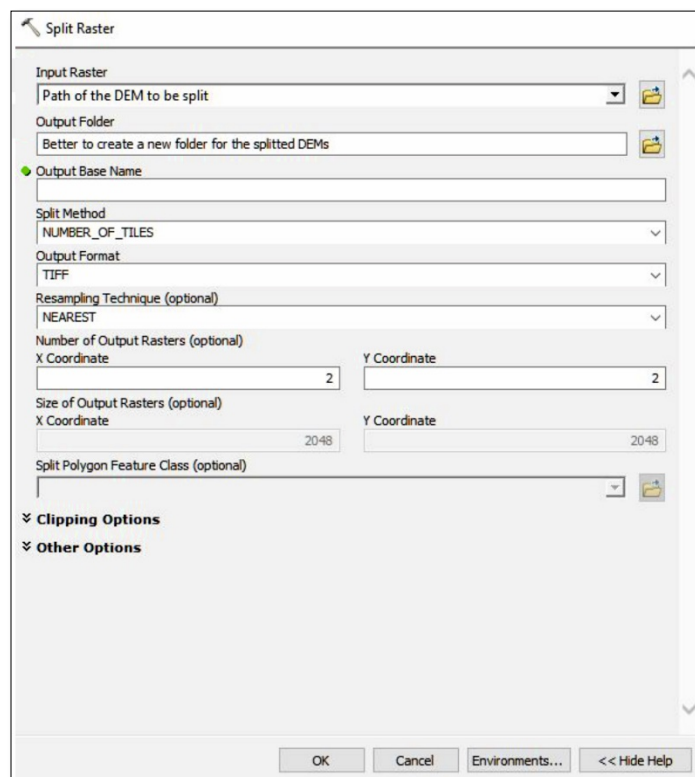 Split Raster
Input Raster
Path of the DEM to be split
Output Folder
Better to create a new folder for the splitted DEMs
Output Base Name
Split Method
NUMBER_OF_TILES
Output Format
TIFF
Resampling Technique (optional)
NEAREST
Number of Output Rasters (optional)
X Coordinate Y Coordinate
2 2
Size of Output Rasters (optional)
X Coordinate Y Coordinate
2048 2048
Split Polygon Feature Class (optional)
Clipping Options
Other Options
OK Cancel Environments... << Hide Help